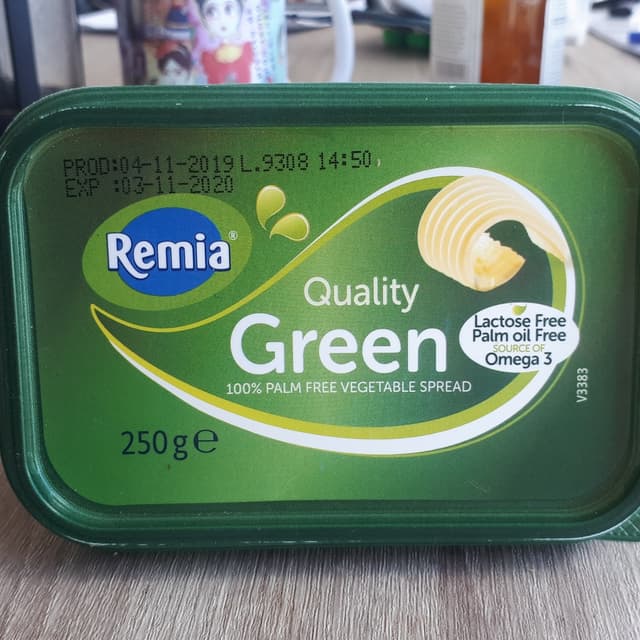 PROD:04-11-2019 L.9308 14:50
EXP :03-11-2020
Remia®
Quality
Green
100% PALM FREE VEGETABLE SPREAD
Lactose Free
Palm oil Free
SOURCE OF
Omega 3
250 g ℮
V3383